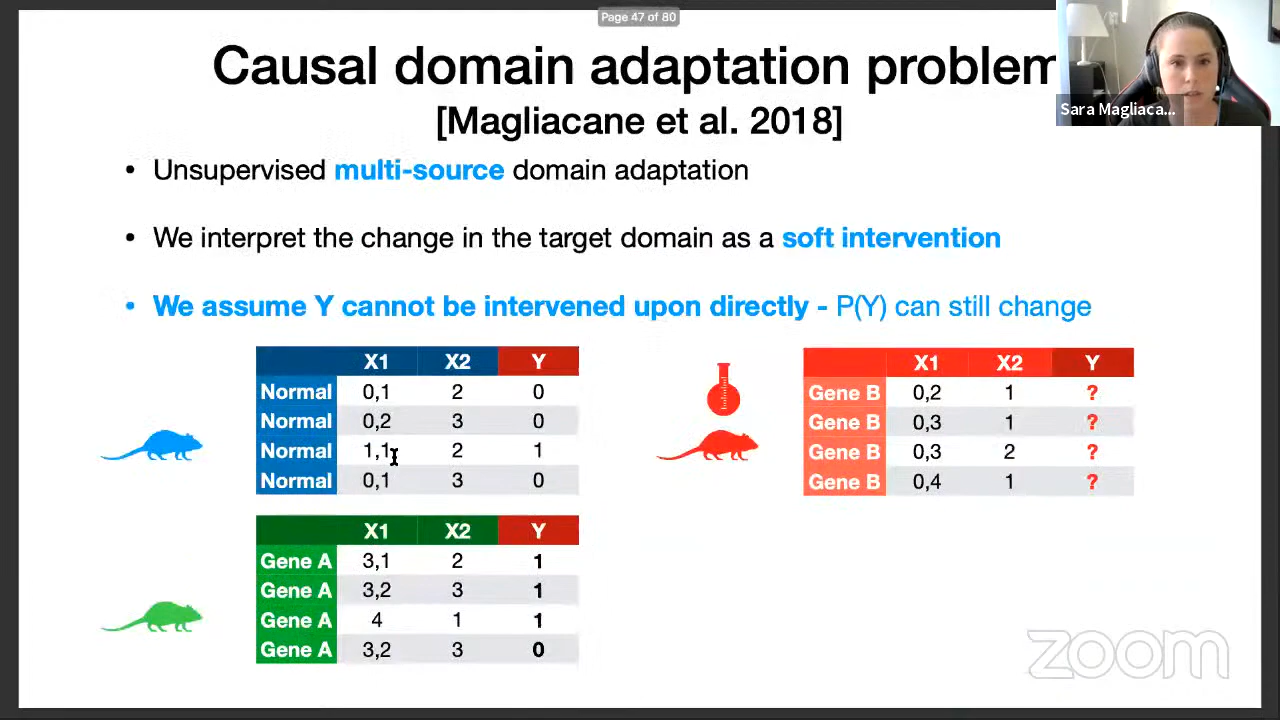 Page 47 of 80
Causal domain adaptation problem
[Magliacane et al. 2018]
Sara Magliaca...
• Unsupervised multi-source domain adaptation
• We interpret the change in the target domain as a soft intervention
• We assume Y cannot be intervened upon directly - P(Y) can still change
X1 X2 Y
Normal 0,1 2 0
Normal 0,2 3 0
Normal 1,1 2 1
Normal 0,1 3 0
X1 X2 Y
Gene B 0,2 1 ?
Gene B 0,3 1 ?
Gene B 0,3 2 ?
Gene B 0,4 1 ?
X1 X2 Y
Gene A 3,1 2 1
Gene A 3,2 3 1
Gene A 4 1 1
Gene A 3,2 3 0
zoom